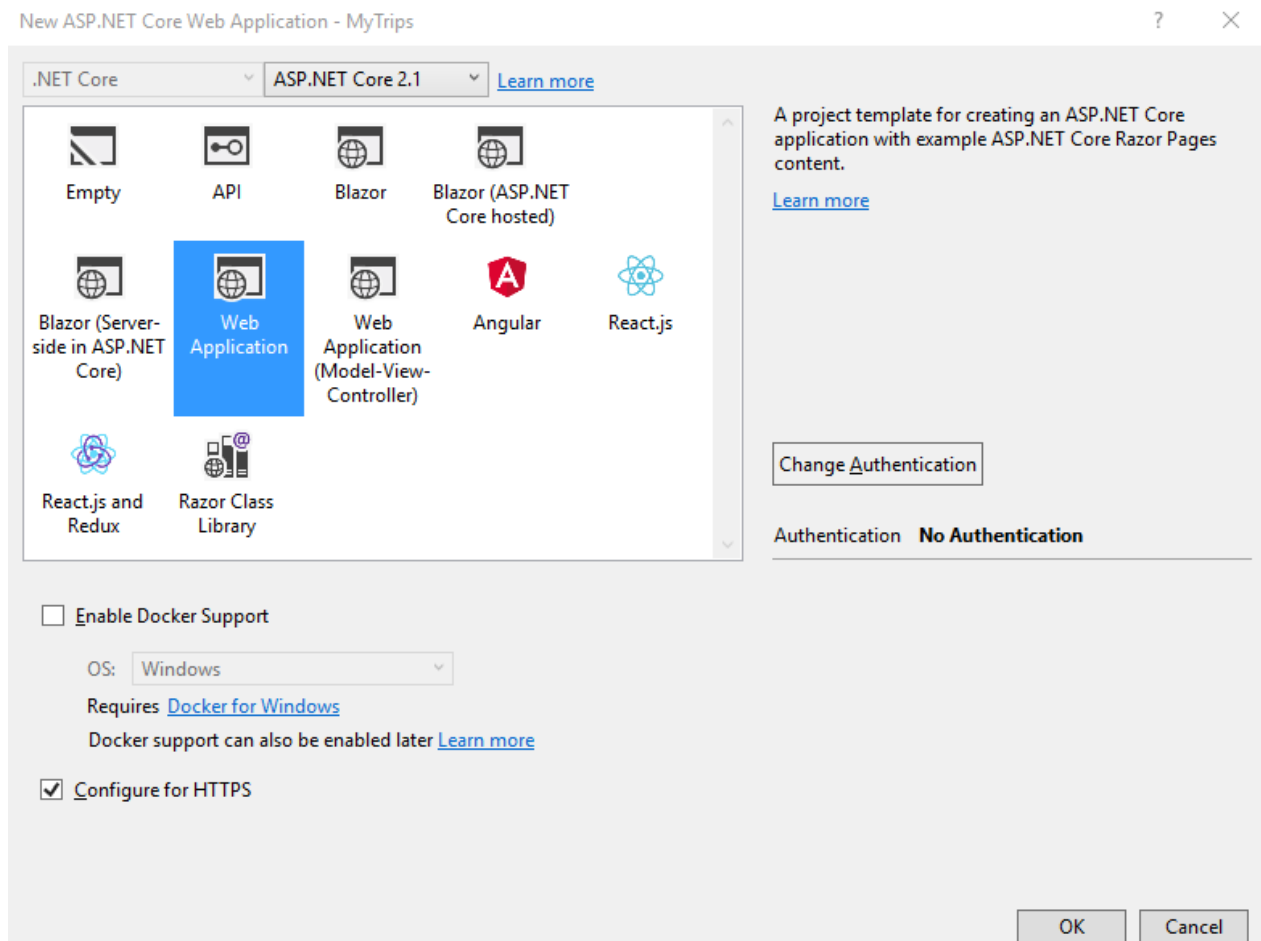 New ASP.NET Core Web Application - MyTrips
?
.NET Core
ASP.NET Core 2.1
Learn more
Empty
API
Blazor
Blazor (ASP.NET
Core hosted)
Blazor (Server-
side in ASP.NET
Core)
Web
Application
Web
Application
(Model-View-
Controller)
Angular
React.js
React.js and
Redux
Razor Class
Library
A project template for creating an ASP.NET Core
application with example ASP.NET Core Razor Pages
content.
Learn more
Change Authentication
Authentication No Authentication
Enable Docker Support
OS: Windows
Requires Docker for Windows
Docker support can also be enabled later Learn more
Configure for HTTPS
OK
Cancel